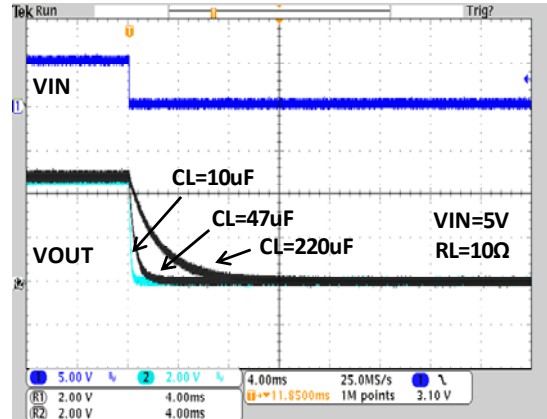 Tek Run Trig?
T
VIN
1
CL=10uF
CL=47uF
VIN=5V
VOUT
CL=220uF
RL=10Ω
1 5.00 V 2 2.00 V
4.00ms 25.0MS/s 1
T→▼11.8500ms 1M points 3.10 V
R1 2.00 V 4.00ms
R2 2.00 V 4.00ms